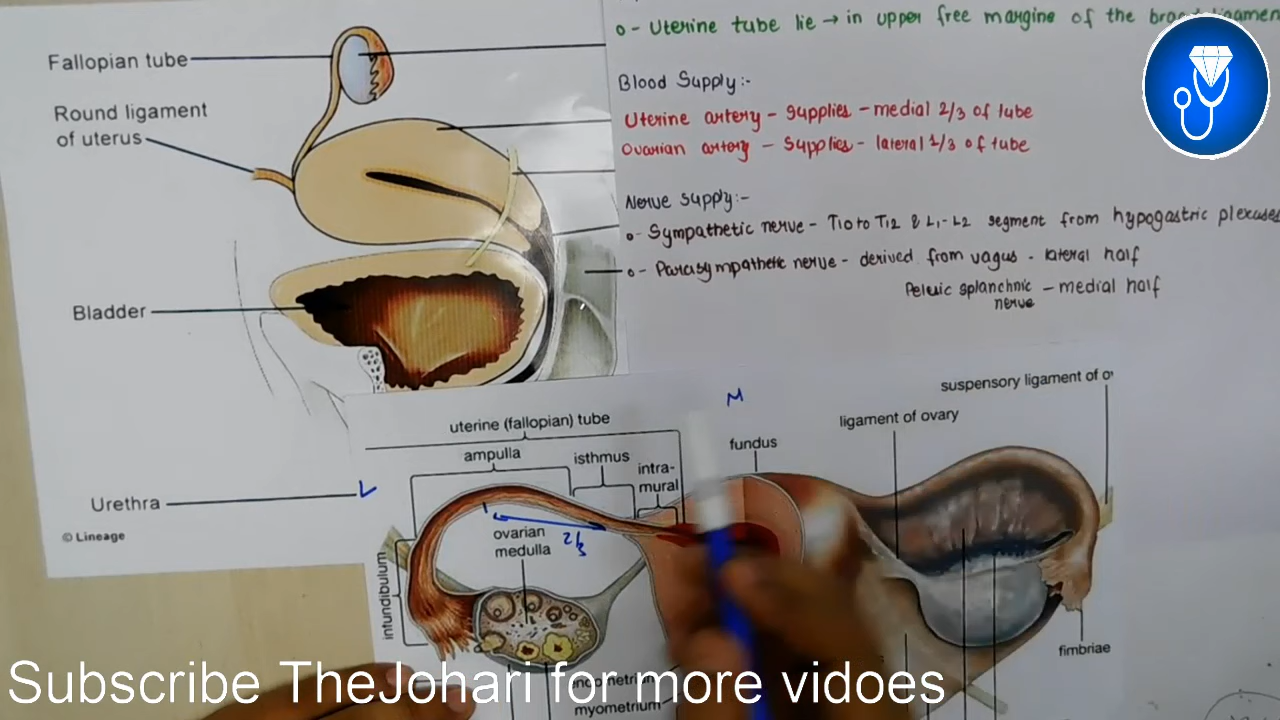 o- Uterine tube lie → in upper free margine of the
Blood Supply:-
Uterine artery - supplies - medial 2/3 of tube
Ovarian artery - Supplies - lateral 1/3 of tube
Nerve Supply:-
o- Sympathetic nerve - T10 to T12 & L1-L2 segment from hypogastric plexuses
o- Parasympathetic nerve - derived from vagus - lateral half
Pelvic splanchnic nerve - medial half
Fallopian tube
Round ligament
of uterus
Bladder
Urethra
© Lineage
M
L
uterine (fallopian) tube
ampulla
isthmus
intra-
mural
fundus
ligament of ovary
suspensory ligament of o
infundibulum
ovarian
medulla
2/3
fimbriae
endometrium
myometrium
Subscribe TheJohari for more vidoes